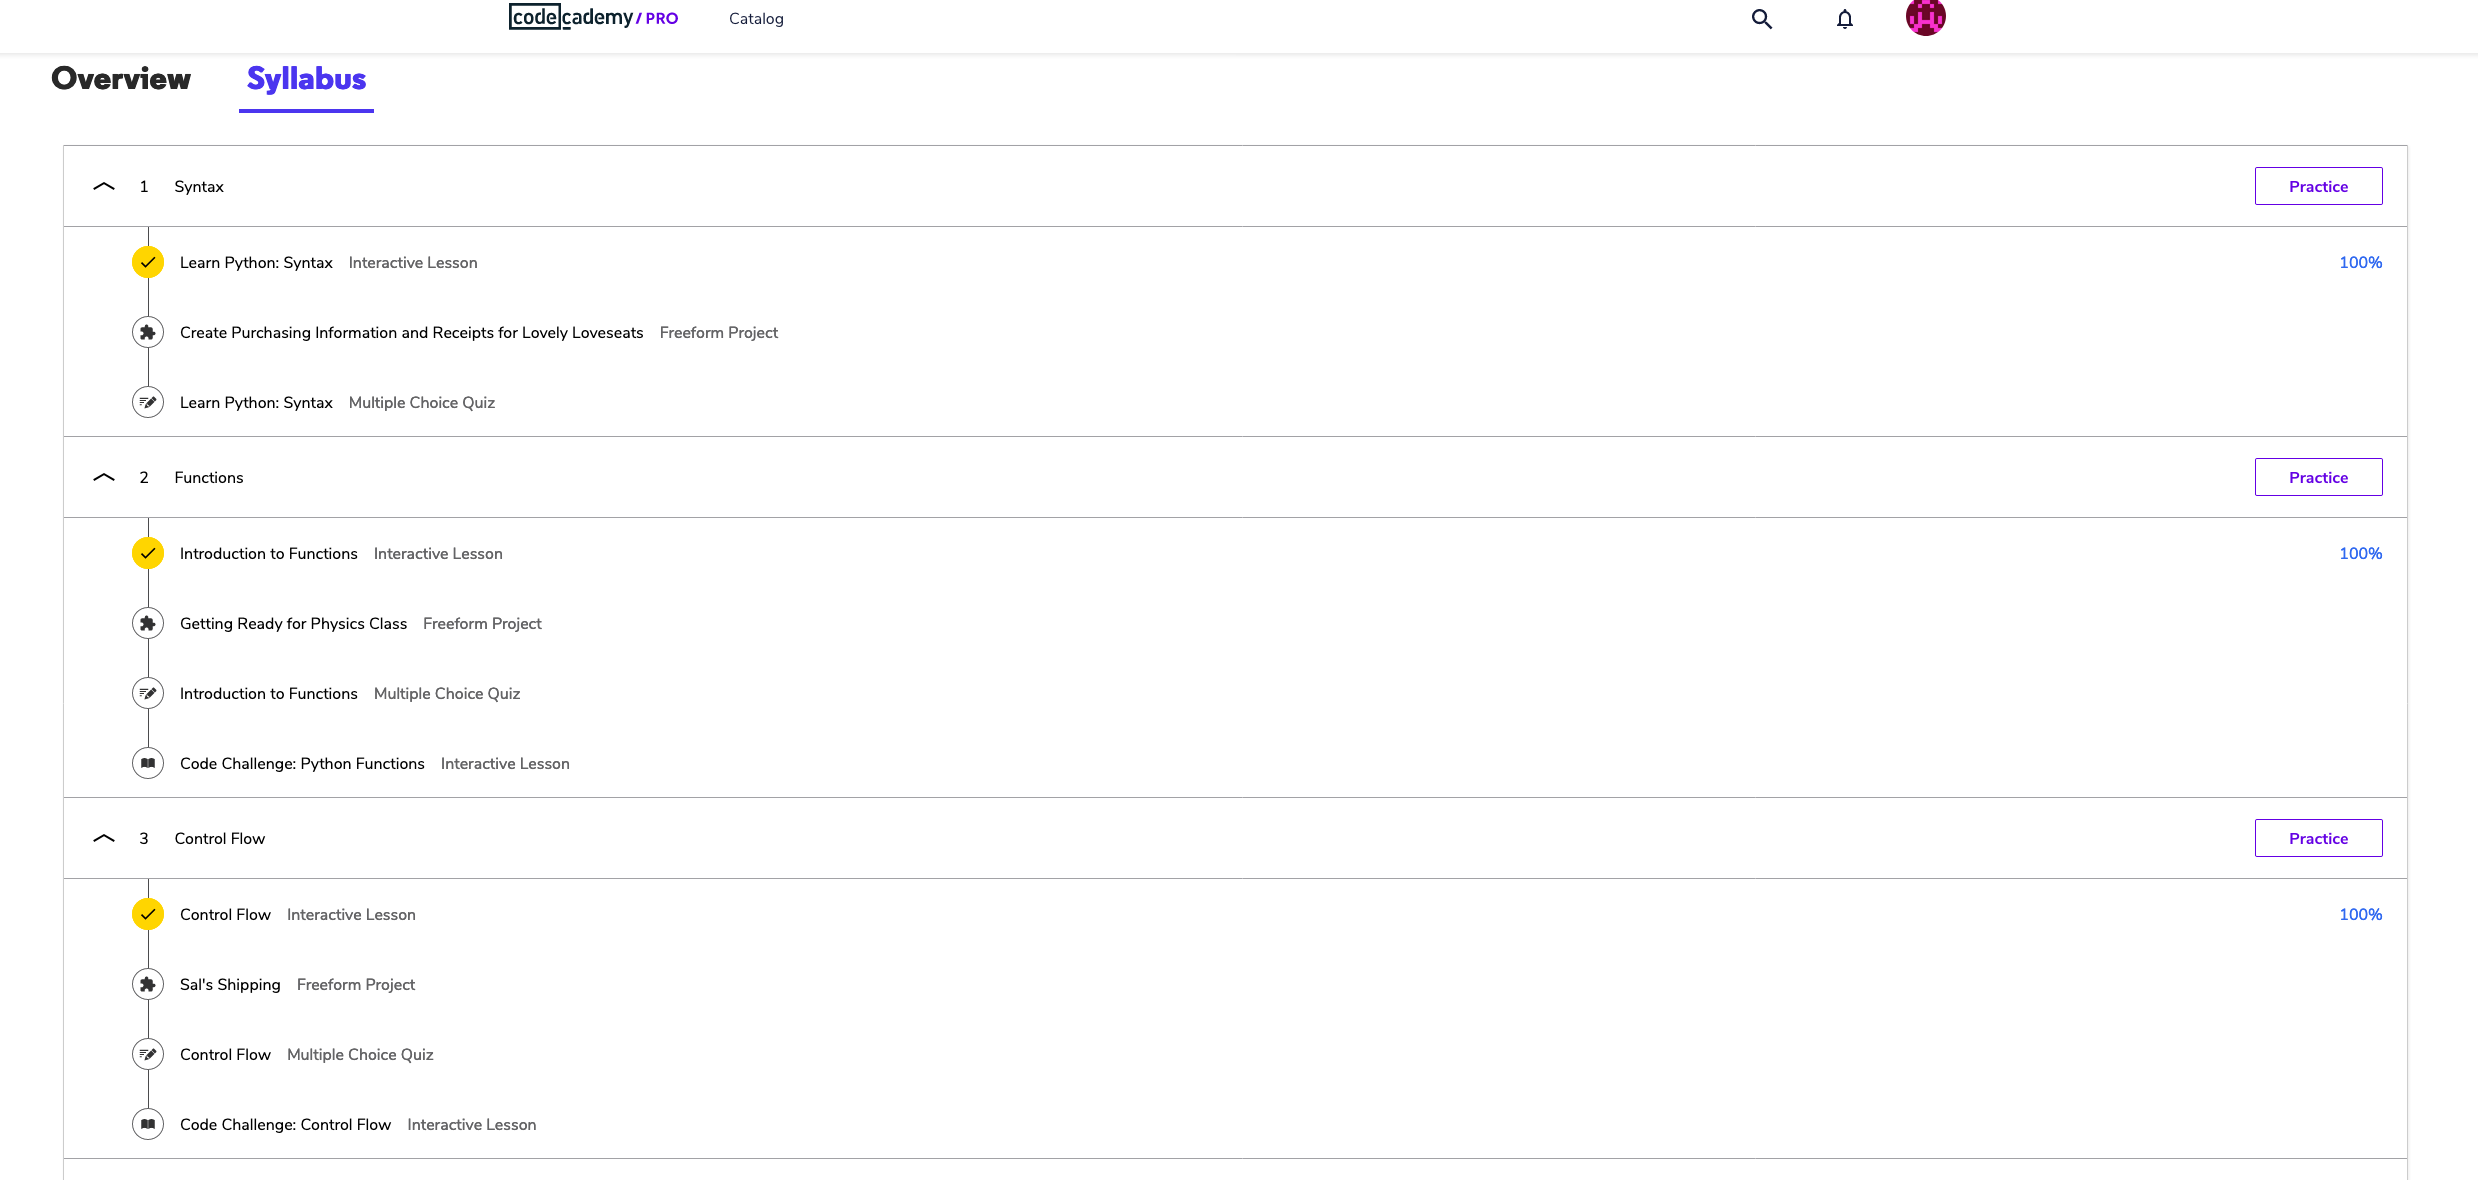 codecademy/PRO Catalog
Overview Syllabus
1 Syntax Practice
Learn Python: Syntax Interactive Lesson 100%
Create Purchasing Information and Receipts for Lovely Loveseats Freeform Project
Learn Python: Syntax Multiple Choice Quiz
2 Functions Practice
Introduction to Functions Interactive Lesson 100%
Getting Ready for Physics Class Freeform Project
Introduction to Functions Multiple Choice Quiz
Code Challenge: Python Functions Interactive Lesson
3 Control Flow Practice
Control Flow Interactive Lesson 100%
Sal's Shipping Freeform Project
Control Flow Multiple Choice Quiz
Code Challenge: Control Flow Interactive Lesson